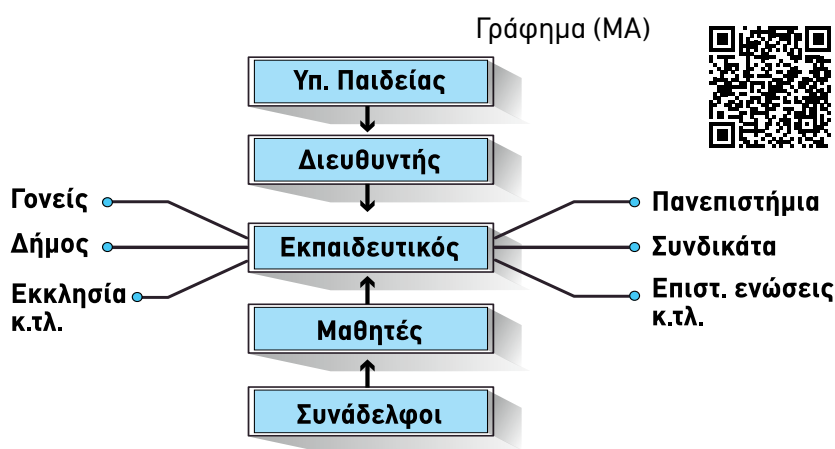 Γράφημα (ΜΑ)
Υπ. Παιδείας
Διευθυντής
Γονείς
Δήμος
Εκκλησία
κ.τλ.
Εκπαιδευτικός
Πανεπιστήμια
Συνδικάτα
Επιστ. ενώσεις
κ.τλ.
Μαθητές
Συνάδελφοι